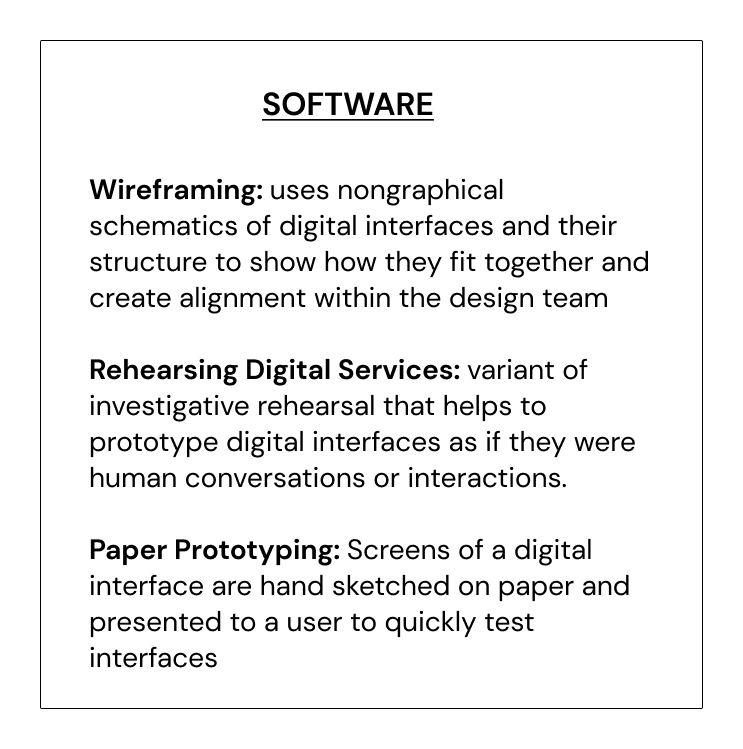 SOFTWARE
Wireframing: uses nongraphical
schematics of digital interfaces and their
structure to show how they fit together and
create alignment within the design team
Rehearsing Digital Services: variant of
investigative rehearsal that helps to
prototype digital interfaces as if they were
human conversations or interactions.
Paper Prototyping: Screens of a digital
interface are hand sketched on paper and
presented to a user to quickly test
interfaces